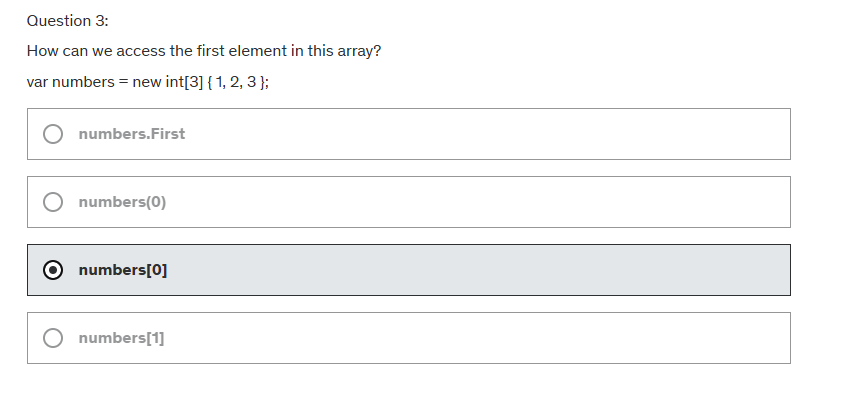 Question 3:
How can we access the first element in this array?
var numbers = new int[3] { 1, 2, 3 };
numbers.First
numbers(0)
numbers[0]
numbers[1]